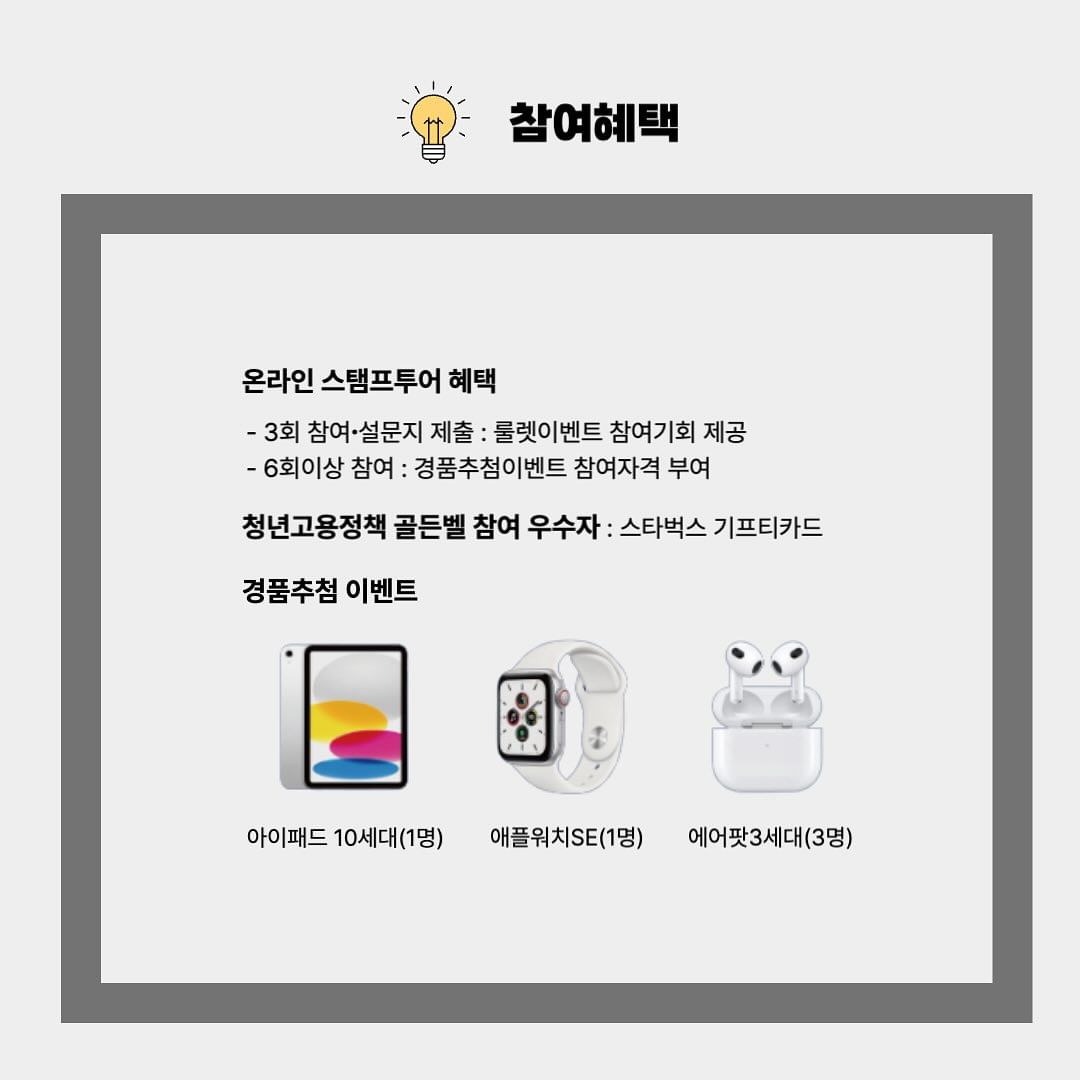 참여혜택
온라인 스탬프투어 혜택
- 3회 참여•설문지 제출 : 룰렛이벤트 참여기회 제공
- 6회이상 참여 : 경품추첨이벤트 참여자격 부여
청년고용정책 골든벨 참여 우수자 : 스타벅스 기프티카드
경품추첨 이벤트
아이패드 10세대(1명) 애플워치SE(1명) 에어팟3세대(3명)